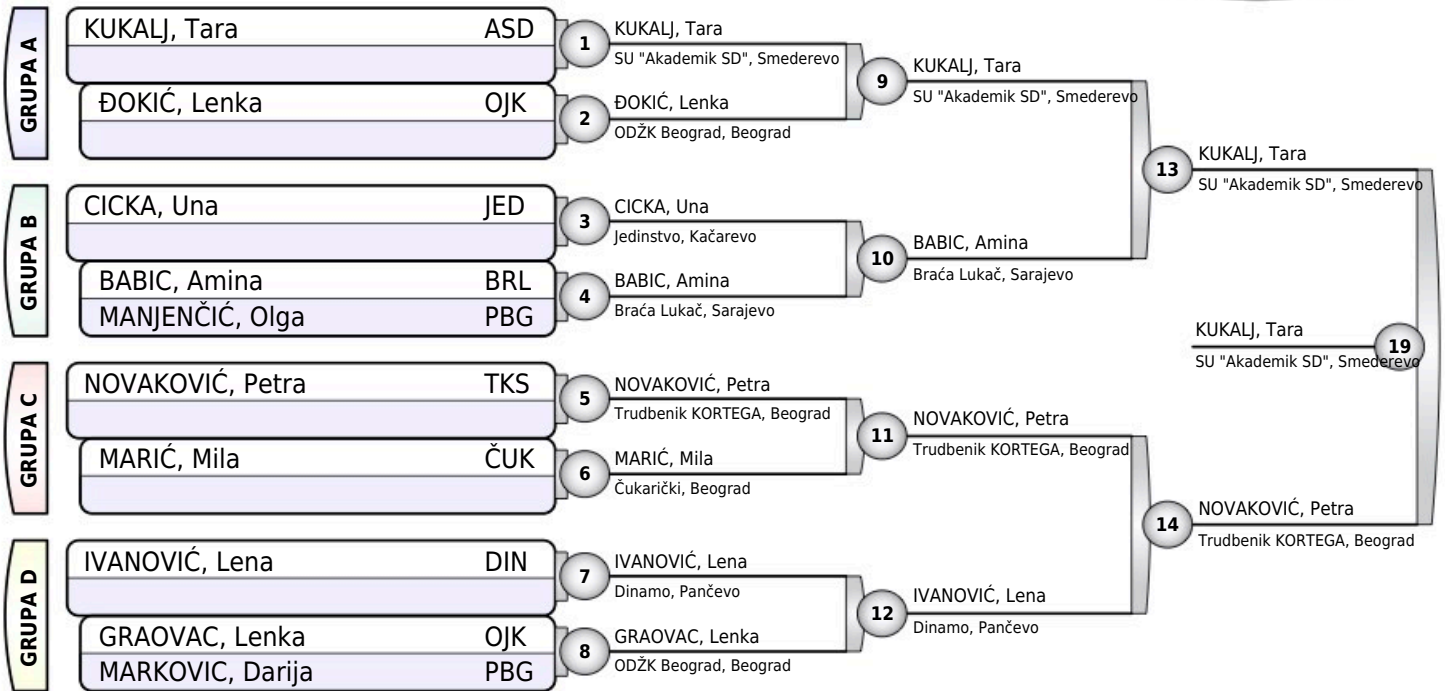 GRUPA A
KUKALJ, Tara ASD
ĐOKIĆ, Lenka OJK
1
KUKALJ, Tara
SU "Akademik SD", Smederevo
2
ĐOKIĆ, Lenka
ODŽK Beograd, Beograd
9
KUKALJ, Tara
SU "Akademik SD", Smederevo
GRUPA B
CICKA, Una JED
BABIC, Amina BRL
MANJENČIĆ, Olga PBG
3
CICKA, Una
Jedinstvo, Kačarevo
4
BABIC, Amina
Braća Lukač, Sarajevo
10
BABIC, Amina
Braća Lukač, Sarajevo
13
KUKALJ, Tara
SU "Akademik SD", Smederevo
GRUPA C
NOVAKOVIĆ, Petra TKS
MARIĆ, Mila ČUK
5
NOVAKOVIĆ, Petra
Trudbenik KORTEGA, Beograd
6
MARIĆ, Mila
Čukarički, Beograd
11
NOVAKOVIĆ, Petra
Trudbenik KORTEGA, Beograd
GRUPA D
IVANOVIĆ, Lena DIN
GRAOVAC, Lenka OJK
MARKOVIC, Darija PBG
7
IVANOVIĆ, Lena
Dinamo, Pančevo
8
GRAOVAC, Lenka
ODŽK Beograd, Beograd
12
IVANOVIĆ, Lena
Dinamo, Pančevo
14
NOVAKOVIĆ, Petra
Trudbenik KORTEGA, Beograd
KUKALJ, Tara
SU "Akademik SD", Smederevo
19